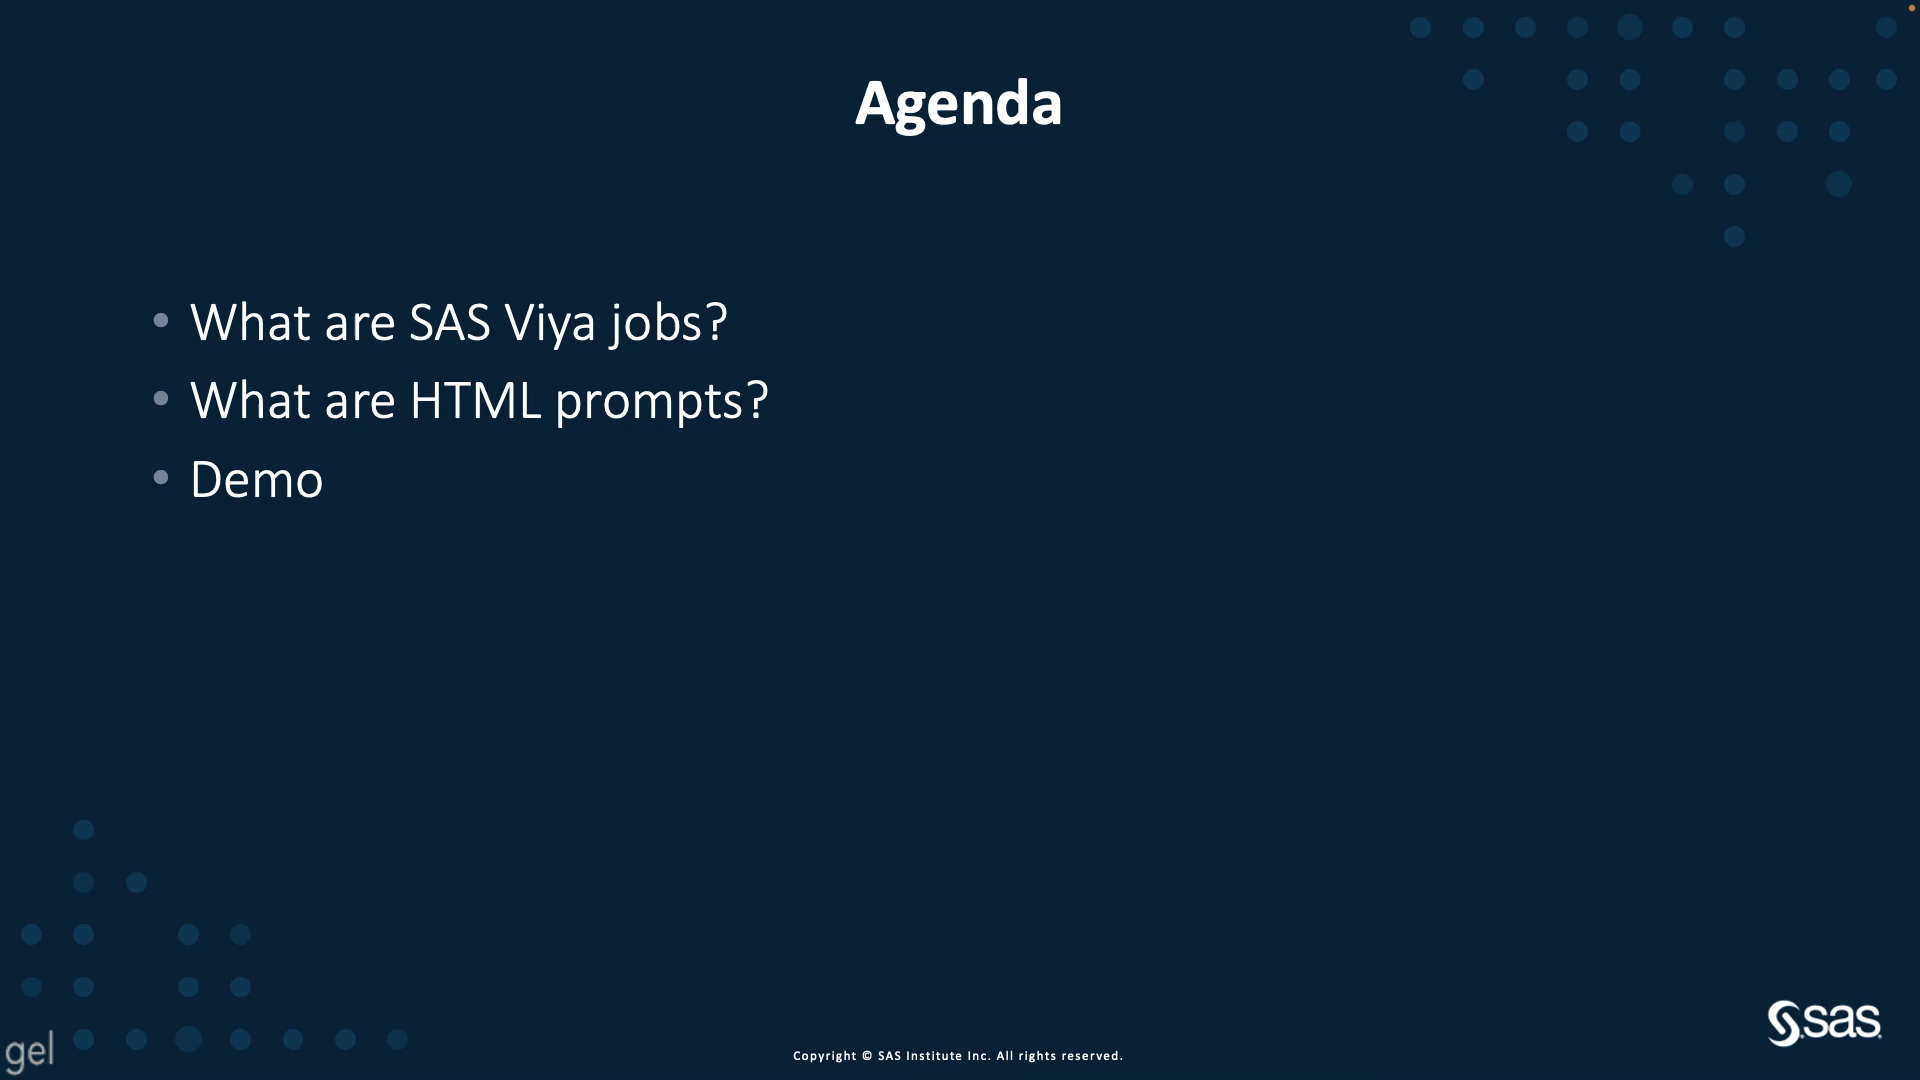 Agenda
• What are SAS Viya jobs?
• What are HTML prompts?
• Demo
sas
gel
Copyright © SAS Institute Inc. All rights reserved.